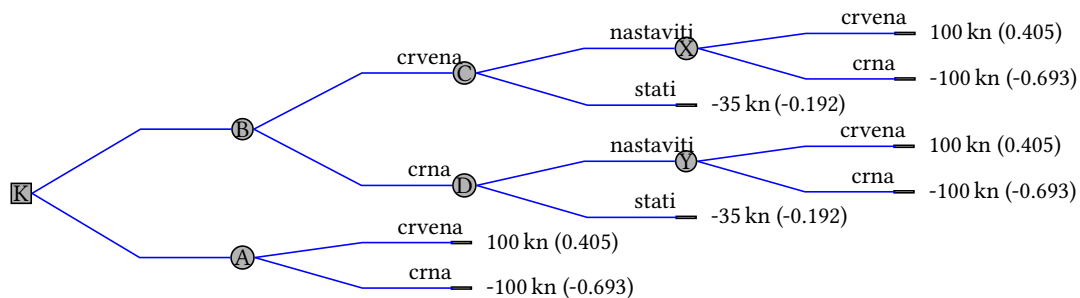 crvena
100 kn (0.405)
nastaviti
X
crvena
crna
-100 kn (-0.693)
C
stati
-35 kn (-0.192)
B
crvena
100 kn (0.405)
nastaviti
Y
crna
crna
-100 kn (-0.693)
D
K
stati
-35 kn (-0.192)
crvena
100 kn (0.405)
A
crna
-100 kn (-0.693)